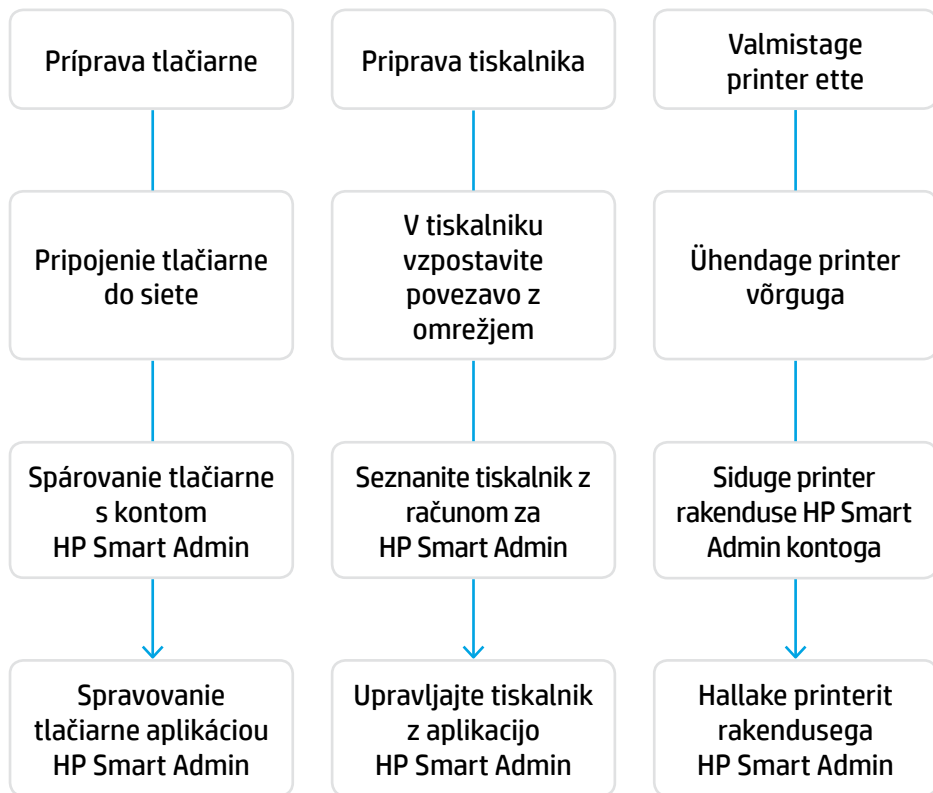 Príprava tlačiarne
Pripojenie tlačiarne
do siete
Spárovanie tlačiarne
s kontom
HP Smart Admin
Spravovanie
tlačiarne aplikáciou
HP Smart Admin
Priprava tiskalnika
V tiskalniku
vzpostavite
povezavo z
omrežjem
Seznanite tiskalnik z
računom za
HP Smart Admin
Upravljajte tiskalnik
z aplikacijo
HP Smart Admin
Valmistage
printer ette
Ühendage printer
võrguga
Siduge printer
rakenduse HP Smart
Admin kontoga
Hallake printerit
rakendusega
HP Smart Admin